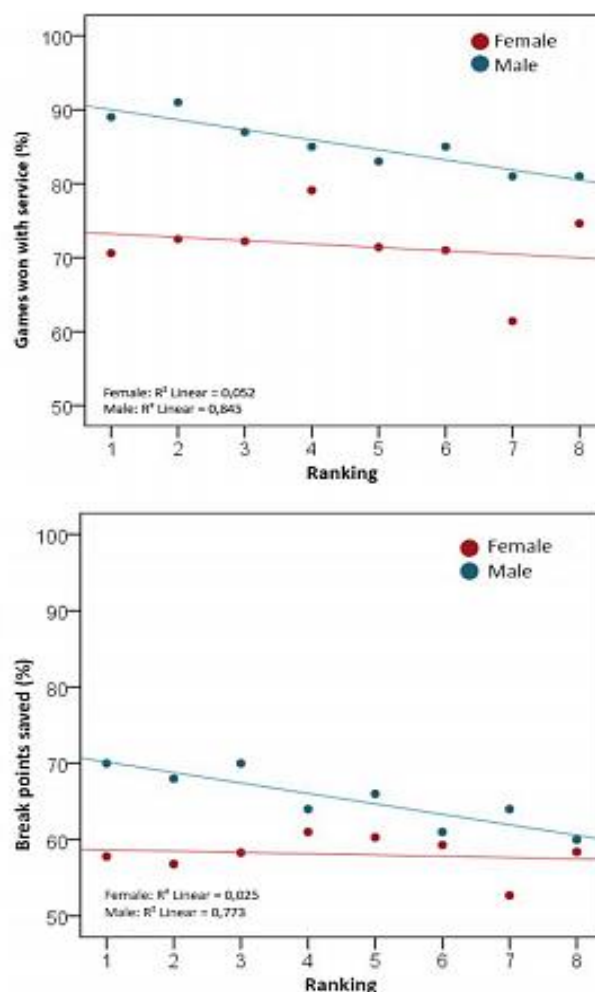 Games won with service (%)
100
90
80
70
60
50
Female
Male
Female: R² Linear = 0,052
Male: R² Linear = 0,845
1 2 3 4 5 6 7 8
Ranking
Break points saved (%)
100
90
80
70
60
50
Female
Male
Female: R² Linear = 0,025
Male: R² Linear = 0,773
1 2 3 4 5 6 7 8
Ranking